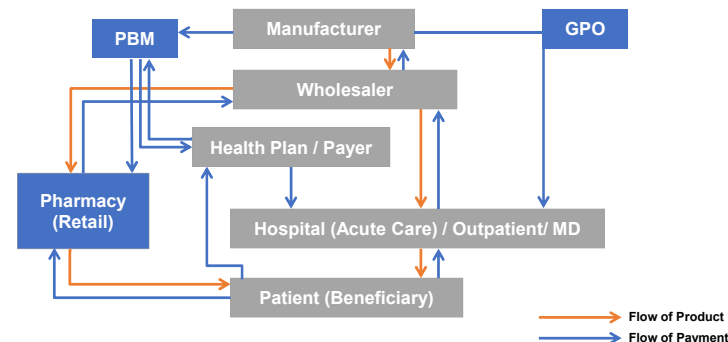 Manufacturer
GPO
PBM
Wholesaler
Health Plan / Payer
Pharmacy
(Retail)
Hospital (Acute Care) / Outpatient/ MD
Patient (Beneficiary)
Flow of Product
Flow of Payment